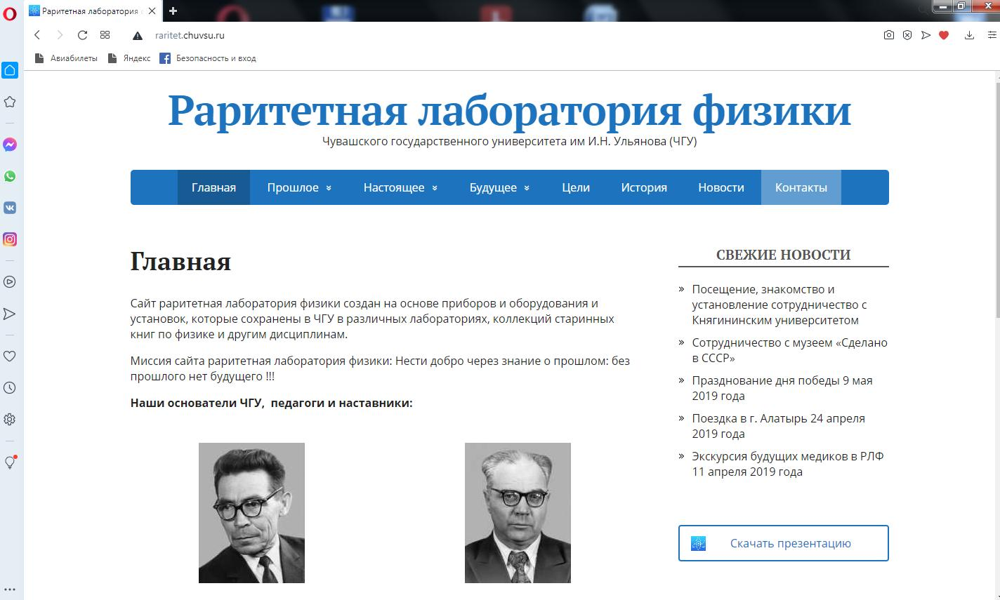 Раритетная лаборатория
raritet.chuvsu.ru
Авиабилеты
Яндекс
Безопасность и вход
Раритетная лаборатория физики
Чувашского государственного университета им И.Н. Ульянова (ЧГУ)
Главная Прошлое Настоящее Будущее Цели История Новости Контакты
Главная
Сайт раритетная лаборатория физики создан на основе приборов и оборудования и
установок, которые сохранены в ЧГУ в различных лабораториях, коллекций старинных
книг по физике и другим дисциплинам.
Миссия сайта раритетная лаборатория физики: Нести добро через знание о прошлом: без
прошлого нет будущего !!!
Наши основатели ЧГУ,  педагоги и наставники:
СВЕЖИЕ НОВОСТИ
Посещение, знакомство и
установление сотрудничество с
Княгининским университетом
Сотрудничество с музеем «Сделано
в СССР»
Празднование дня победы 9 мая
2019 года
Поездка в г. Алатырь 24 апреля
2019 года
Экскурсия будущих медиков в РЛФ
11 апреля 2019 года
Скачать презентацию